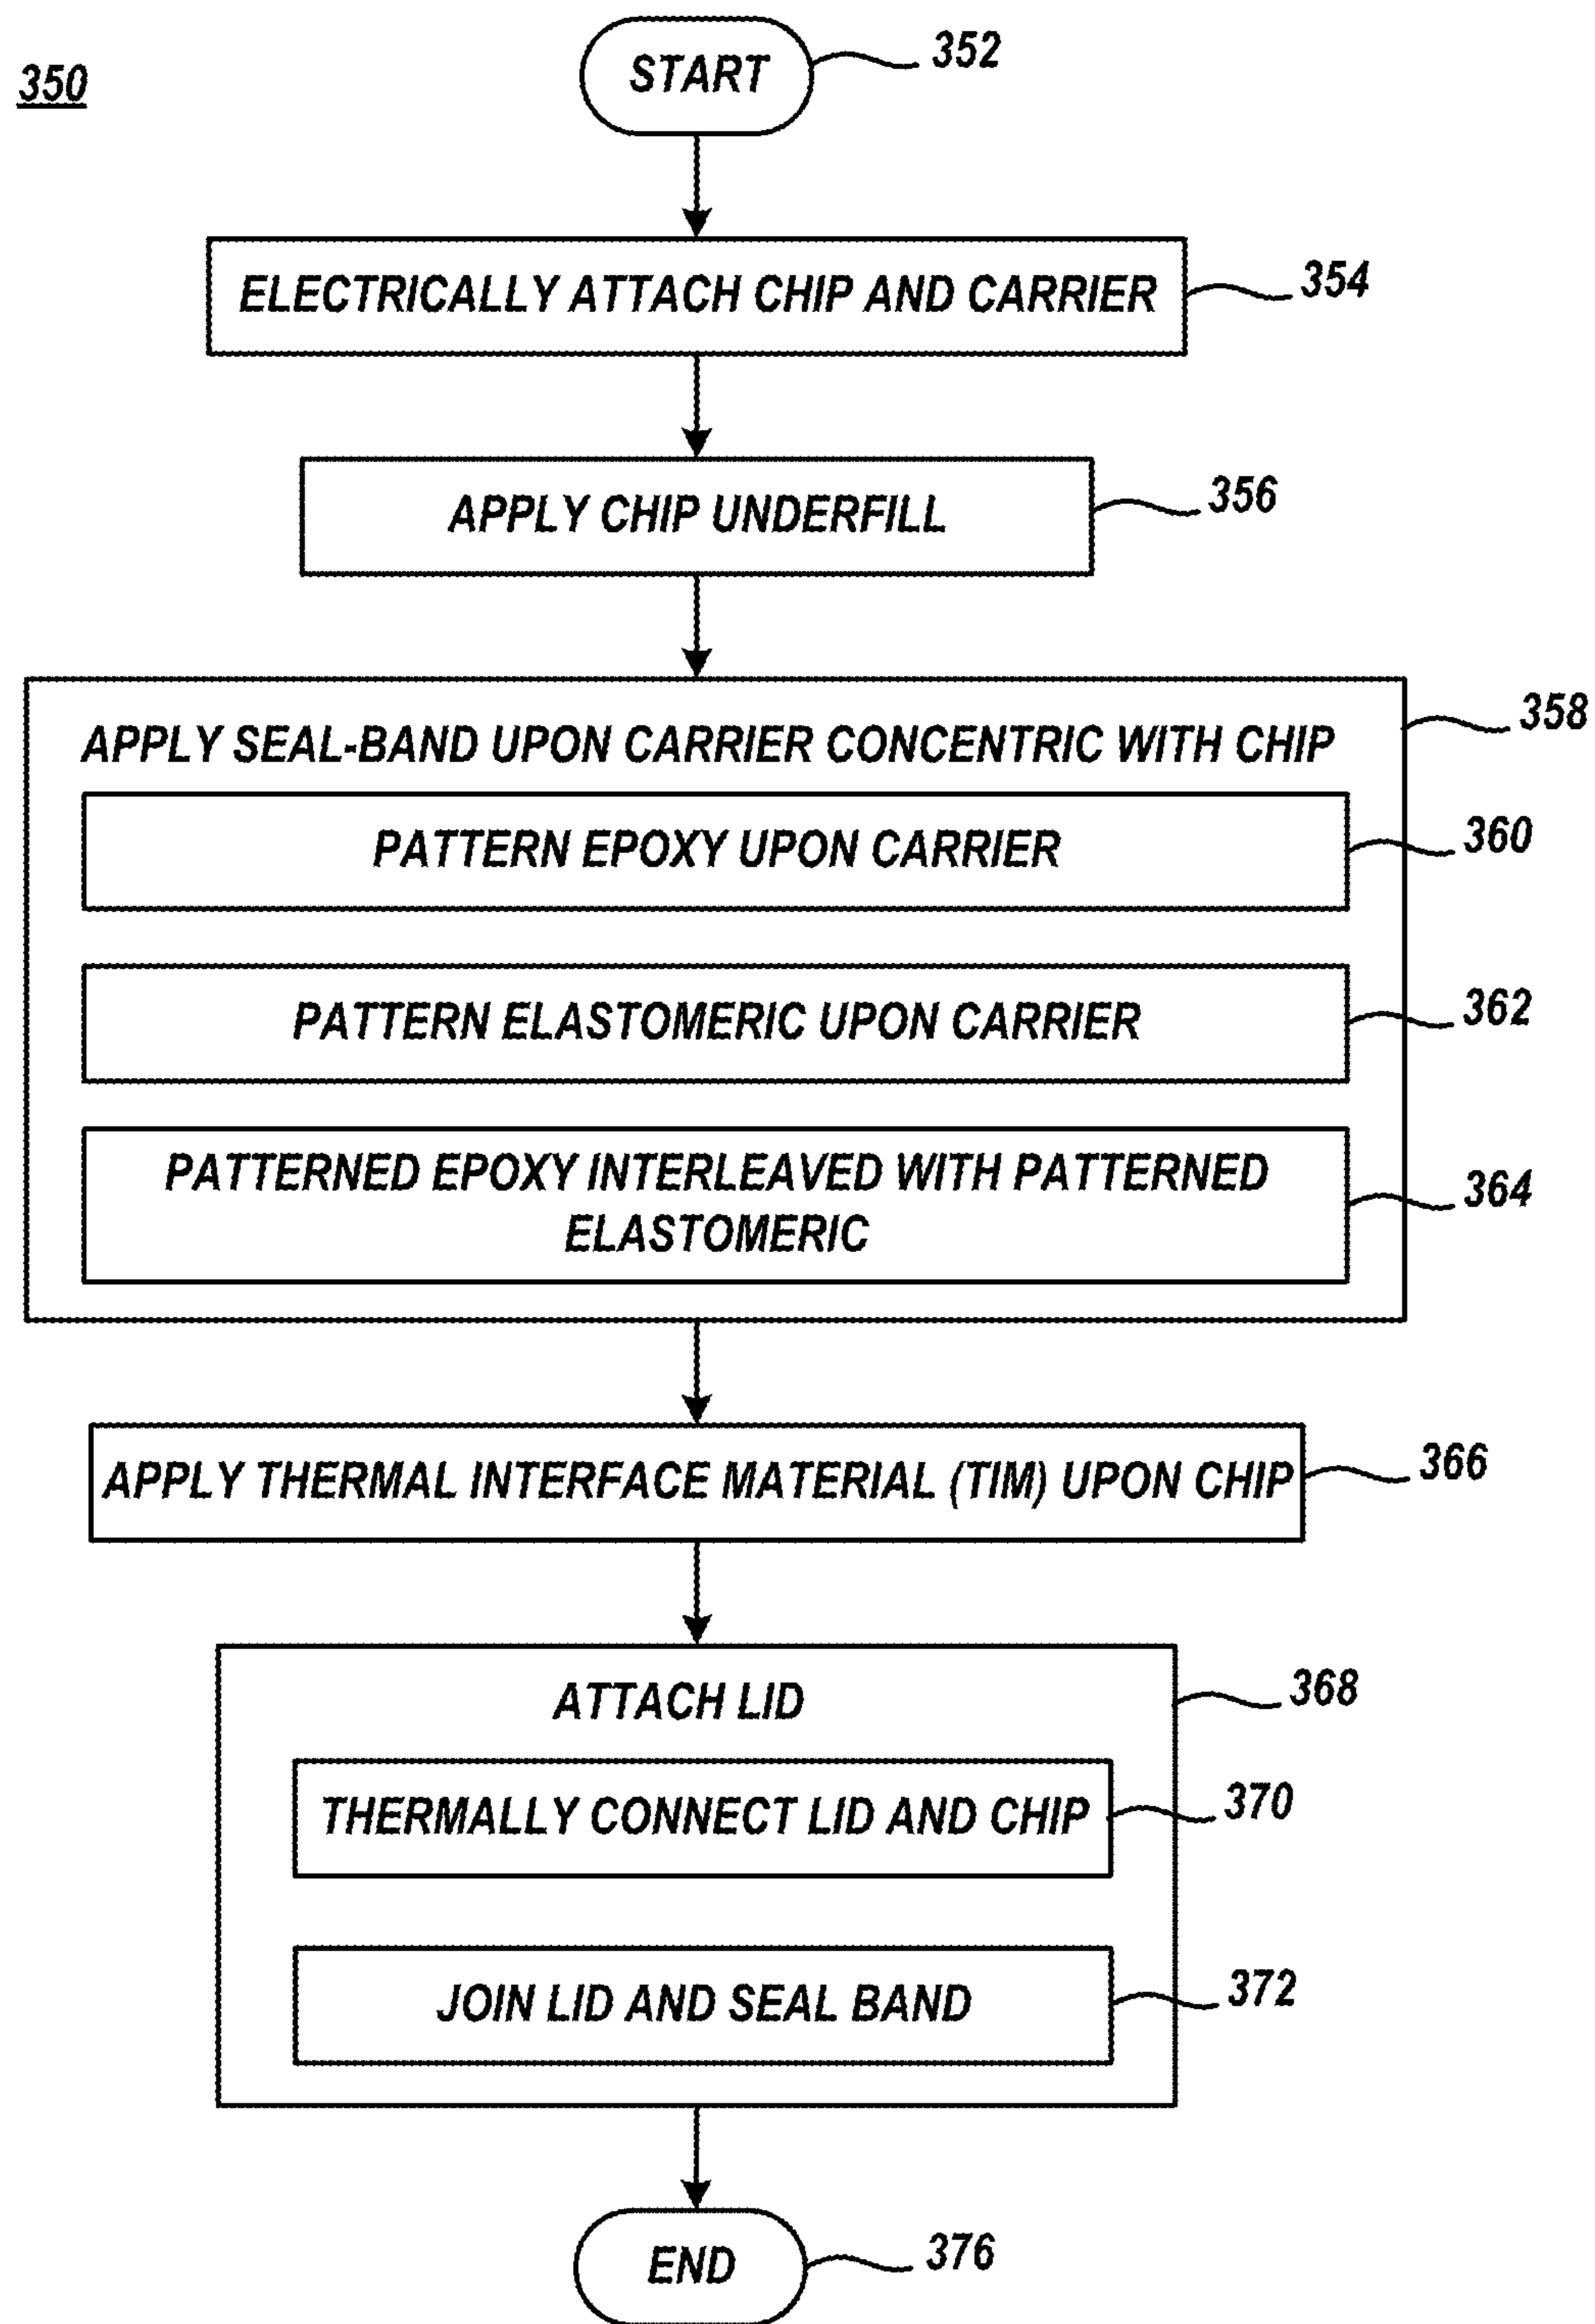 350
START
352
ELECTRICALLY ATTACH CHIP AND CARRIER
354
APPLY CHIP UNDERFILL
356
APPLY SEAL-BAND UPON CARRIER CONCENTRIC WITH CHIP
358
PATTERN EPOXY UPON CARRIER
360
PATTERN ELASTOMERIC UPON CARRIER
362
PATTERNED EPOXY INTERLEAVED WITH PATTERNED
ELASTOMERIC
364
APPLY THERMAL INTERFACE MATERIAL (TIM) UPON CHIP
366
ATTACH LID
368
THERMALLY CONNECT LID AND CHIP
370
JOIN LID AND SEAL BAND
372
END
376